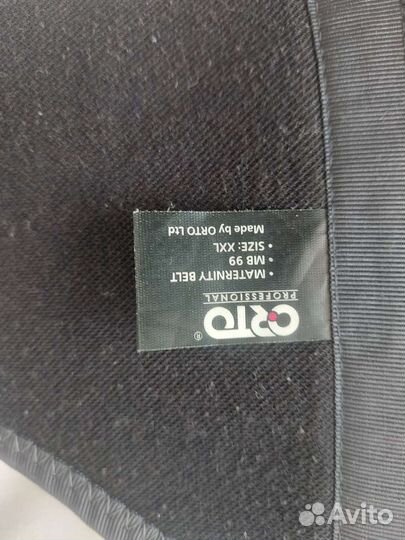 ORTO®
PROFESSIONAL
• MATERNITY BELT
• MB 99
• SIZE: XXL
Made by ORTO Ltd
Avito